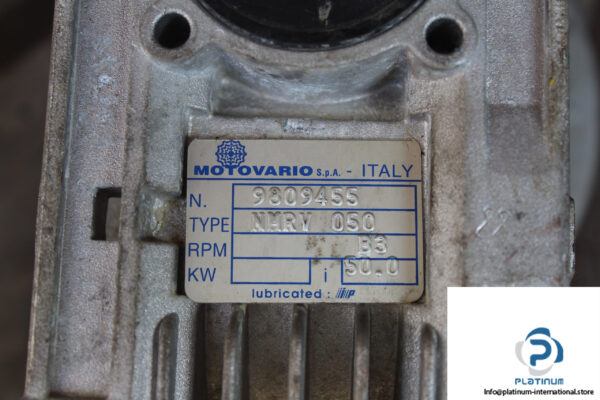 MOTOVARIO S.p.A. - ITALY
N. 9809455
TYPE NMRV 050
RPM B3
KW i 50.0
lubricated :
PLATINUM
Info@platinum-international.store